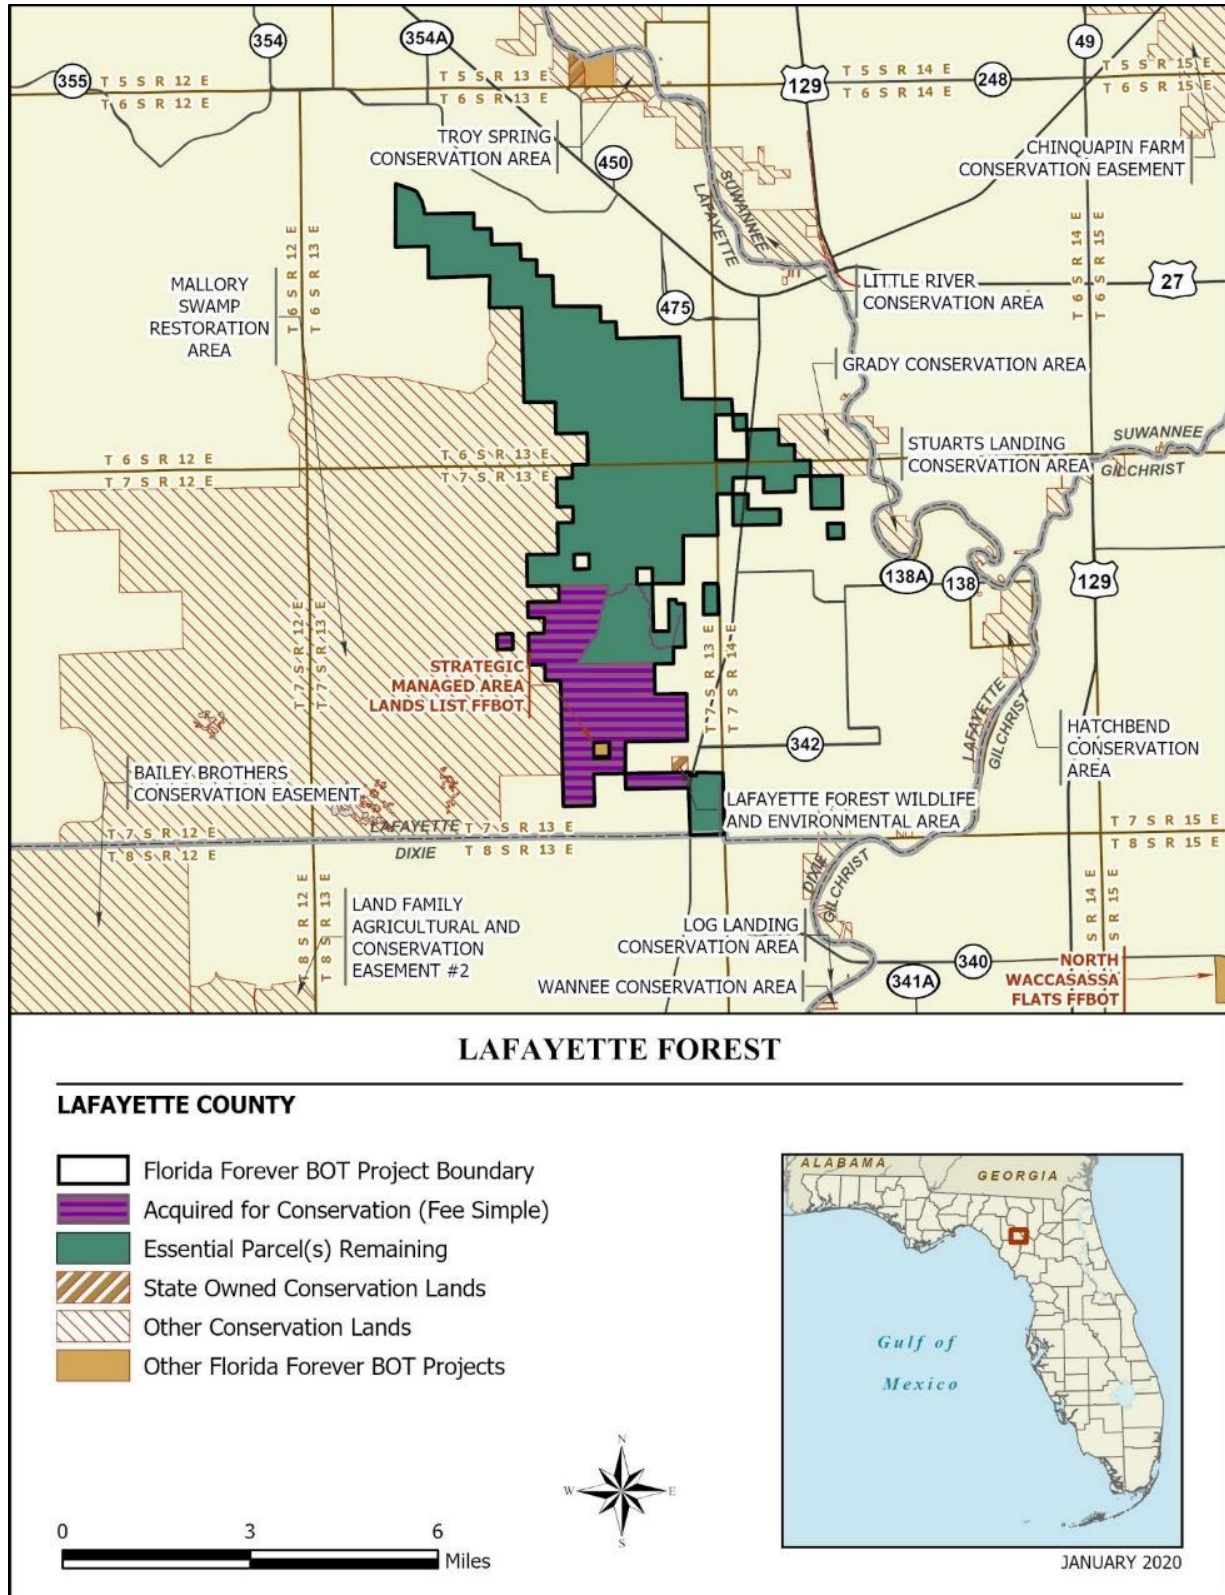 354
354A
49
355
T 5 S R 12 E
T 6 S R 12 E
T 5 S R 13 E
T 6 S R 13 E
129
T 5 S R 14 E
T 6 S R 14 E
248
T 5 S R 15 E
T 6 S R 15 E
TROY SPRING
CONSERVATION AREA
450
CHINQUAPIN FARM
CONSERVATION EASEMENT
SUWANNEE
LAFAYETTE
T 6 S R 12 E
T 6 S R 13 E
T 6 S R 14 E
T 6 S R 15 E
MALLORY
SWAMP
RESTORATION
AREA
475
LITTLE RIVER
CONSERVATION AREA
27
GRADY CONSERVATION AREA
STUARTS LANDING
CONSERVATION AREA
SUWANNEE
GILCHRIST
T 6 S R 12 E
T 7 S R 12 E
T 6 S R 13 E
T 7 S R 13 E
138A
138
129
T 7 S R 12 E
T 7 S R 13 E
T 7 S R 13 E
T 7 S R 14 E
STRATEGIC
MANAGED AREA
LANDS LIST FFBOT
LAFAYETTE
GILCHRIST
342
HATCHBEND
CONSERVATION
AREA
BAILEY BROTHERS
CONSERVATION EASEMENT
LAFAYETTE FOREST WILDLIFE
AND ENVIRONMENTAL AREA
T 7 S R 12 E
T 8 S R 12 E
LAFAYETTE
DIXIE
T 7 S R 13 E
T 8 S R 13 E
T 7 S R 15 E
T 8 S R 15 E
DIXIE
GILCHRIST
T 8 S R 12 E
T 8 S R 13 E
LAND FAMILY
AGRICULTURAL AND
CONSERVATION
EASEMENT #2
LOG LANDING
CONSERVATION AREA
S R 14 E
S R 15 E
WANNEE CONSERVATION AREA
341A
340
NORTH
WACCASASSA
FLATS FFBOT
LAFAYETTE FOREST
LAFAYETTE COUNTY
Florida Forever BOT Project Boundary
Acquired for Conservation (Fee Simple)
Essential Parcel(s) Remaining
State Owned Conservation Lands
Other Conservation Lands
Other Florida Forever BOT Projects
ALABAMA
GEORGIA
Gulf of
Mexico
N
W E
S
0 3 6
Miles
JANUARY 2020